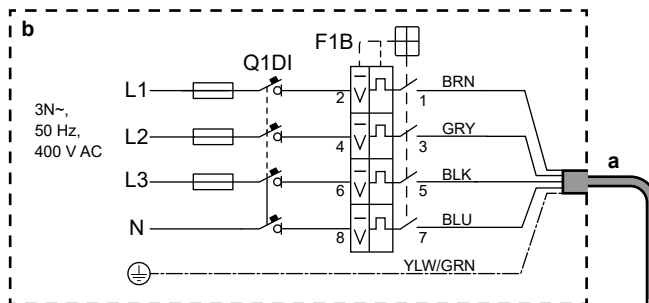 b
F1B
Q1DI
L1
2
1
BRN
3N~,
50 Hz,
400 V AC
L2
4
3
GRY
L3
6
5
BLK
a
N
8
7
BLU
YLW/GRN